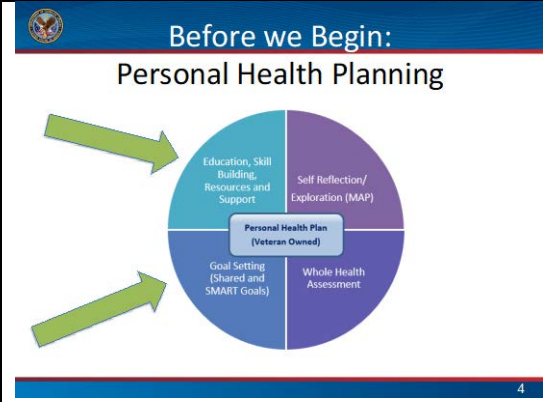 Before we Begin:
Personal Health Planning
Education, Skill
Building,
Resources and
Support
Self Reflection/
Exploration (MAP)
Personal Health Plan
(Veteran Owned)
Goal Setting
(Shared and
SMART Goals)
Whole Health
Assessment
4